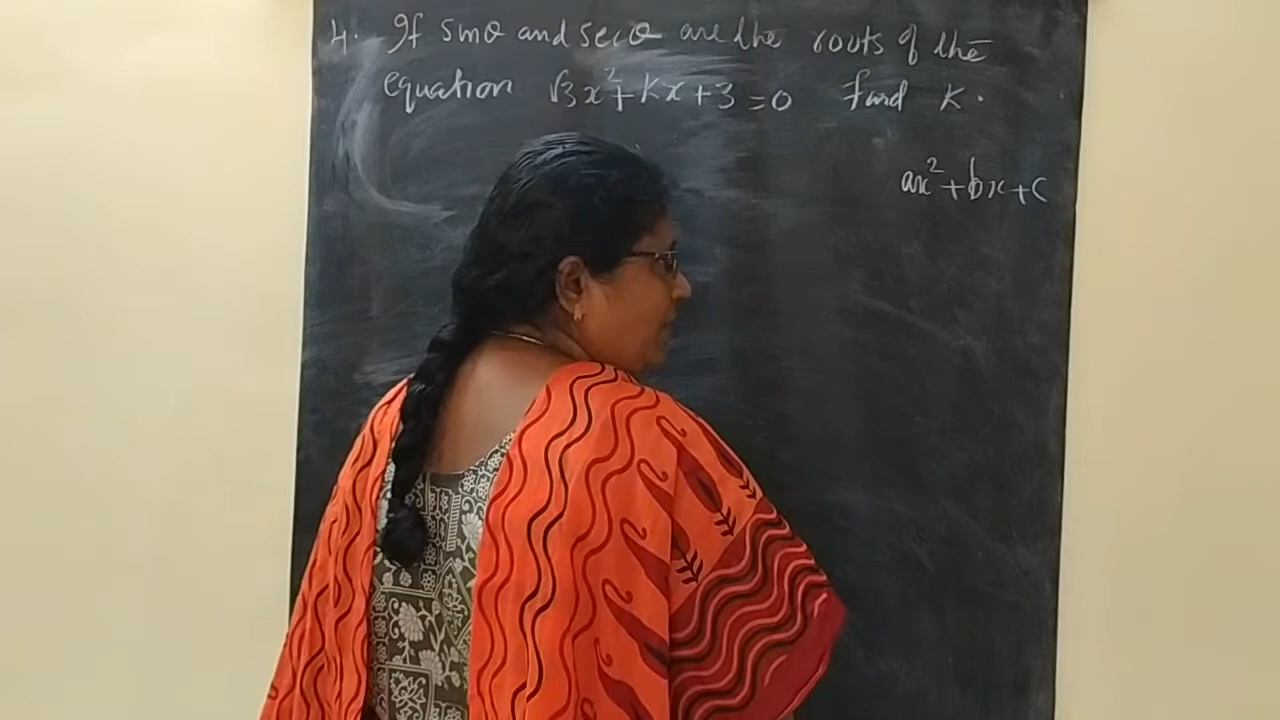 4. If sinθ and secθ are the roots of the
equation √3x²+kx+3=0 find k.
ax²+bx+c